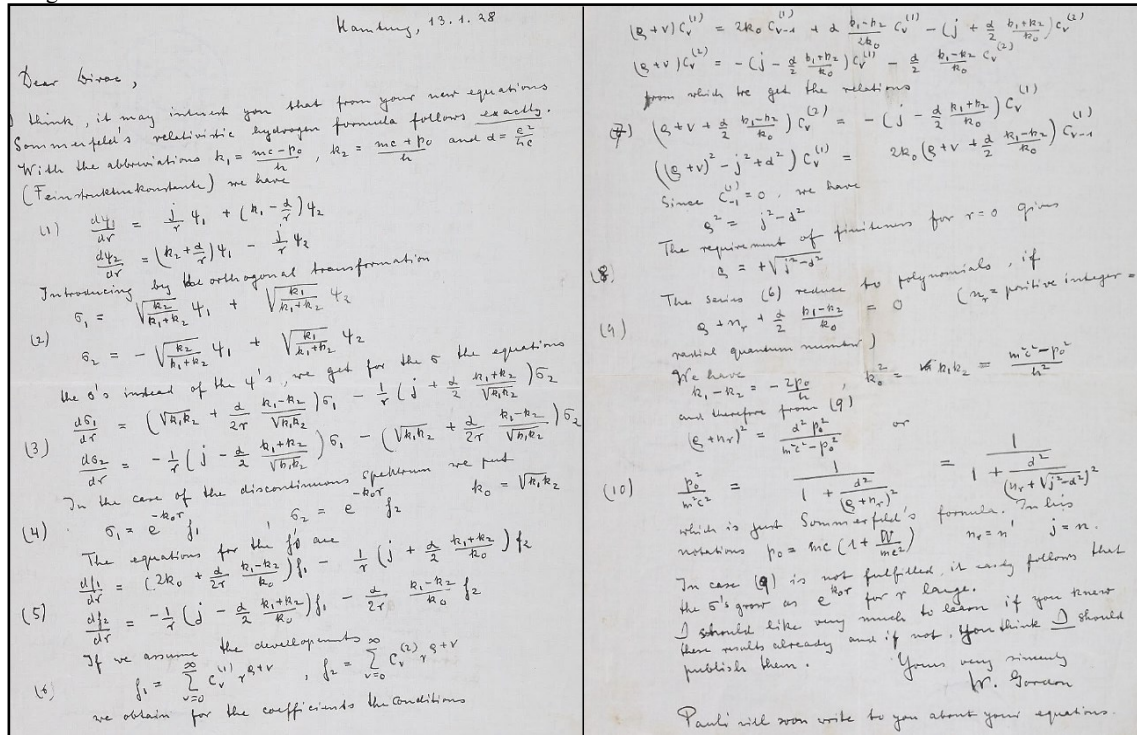 Hamburg, 13.1.28
Dear Dirac,
I think, it may interest you that from your new equations
Sommerfeld's relativistic hydrogen formula follows exactly.
With the abbreviations k₁ = (mc − p₀)/h , k₂ = (mc + p₀)/h and α = e²/hc
(Feinstrukturkonstante) we have
(1) dψ₁/dr = j/r ψ₁ + (k₁ − α/r) ψ₂
dψ₂/dr = (k₂ + α/r) ψ₁ − j/r ψ₂
Introducing by the orthogonal transformation
σ₁ = √(k₂/(k₁+k₂)) ψ₁ + √(k₁/(k₁+k₂)) ψ₂
(2)
σ₂ = −√(k₂/(k₁+k₂)) ψ₁ + √(k₁/(k₁+k₂)) ψ₂
the σ's instead of the ψ's, we get for the σ the equations
dσ₁/dr = (√k₁k₂ + α/2r (k₁−k₂)/√k₁k₂) σ₁ − 1/r (j + α/2 (k₁+k₂)/√k₁k₂) σ₂
(3)
dσ₂/dr = −1/r (j − α/2 (k₁+k₂)/√k₁k₂) σ₁ − (√k₁k₂ + α/2r (k₁−k₂)/√k₁k₂) σ₂
In the case of the discontinuous spektrum we put
(4) σ₁ = e^(−k₀r) f₁ , σ₂ = e^(−k₀r) f₂ k₀ = √k₁k₂
The equations for the f's are
df₁/dr = (2k₀ + α/2r (k₁−k₂)/k₀) f₁ − 1/r (j + α/2 (k₁+k₂)/k₀) f₂
(5)
df₂/dr = −1/r (j − α/2 (k₁+k₂)/k₀) f₁ − α/2r (k₁−k₂)/k₀ f₂
If we assume the developments
(6) f₁ = ∑_(ν=0)^∞ C_ν^(1) r^(ϱ+ν) , f₂ = ∑_(ν=0)^∞ C_ν^(2) r^(ϱ+ν)
we obtain for the coefficients the conditions
(ϱ+ν) C_ν^(1) = 2k₀ C_(ν−1)^(1) + α (k₁−k₂)/2k₀ C_ν^(1) − (j + α/2 (k₁+k₂)/k₀) C_ν^(2)
(ϱ+ν) C_ν^(2) = −(j − α/2 (k₁+k₂)/k₀) C_ν^(1) − α/2 (k₁−k₂)/k₀ C_ν^(2)
from which we get the relations
(7) (ϱ+ν + α/2 (k₁−k₂)/k₀) C_ν^(2) = −(j − α/2 (k₁+k₂)/k₀) C_ν^(1)
((ϱ+ν)² − j² + α²) C_ν^(1) = 2k₀ (ϱ+ν + α/2 (k₁−k₂)/k₀) C_(ν−1)^(1)
Since C_(−1)^(1) = 0, we have
ϱ² = j² − α²
The requirement of finiteness for r=0 gives
(8) ϱ = +√(j²−α²)
The series (6) reduce to polynomials, if
(9) ϱ + n_r + α/2 (k₁−k₂)/k₀ = 0 (n_r = positive integer =
radial quantum number)
We have
k₁−k₂ = −2p₀/h , k₀² = k₁k₂ = (m²c²−p₀²)/h²
and therefore from (9)
(ϱ+n_r)² = α²p₀²/(m²c²−p₀²) or
(10) p₀²/m²c² = 1/(1 + α²/(ϱ+n_r)²) = 1/(1 + α²/(n_r+√(j²−α²))²)
which is just Sommerfeld's formula. In his
notations p₀ = mc (1 + W/mc²) n_r = n' j = n.
In case (9) is not fulfilled, it easily follows that
the σ's grow as e^(k₀r) for r large.
I should like very much to learn if you knew
these results already and if not, you think I should
publish them.
Yours very sincerely
W. Gordon
Pauli will soon write to you about your equations.